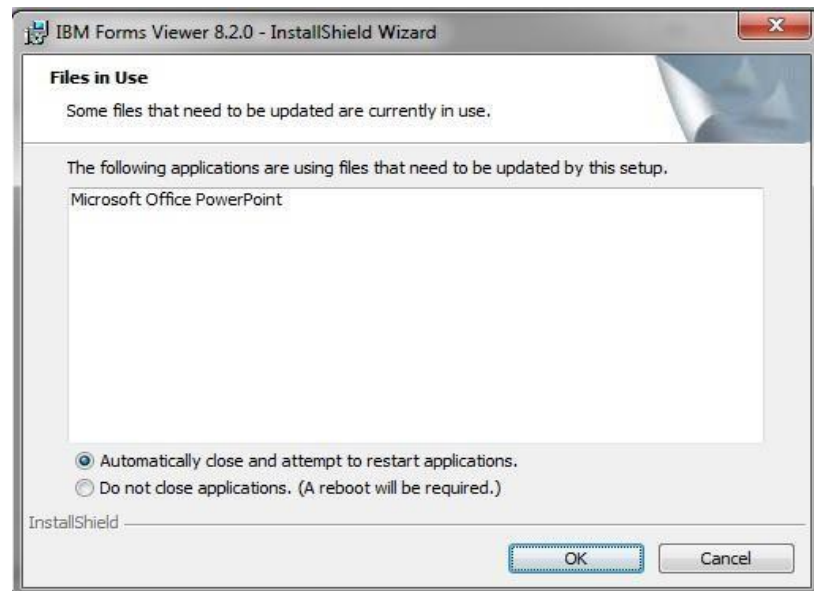 IBM Forms Viewer 8.2.0 - InstallShield Wizard
Files in Use
Some files that need to be updated are currently in use.
The following applications are using files that need to be updated by this setup.
Microsoft Office PowerPoint
Automatically close and attempt to restart applications.
Do not close applications. (A reboot will be required.)
InstallShield
OK Cancel